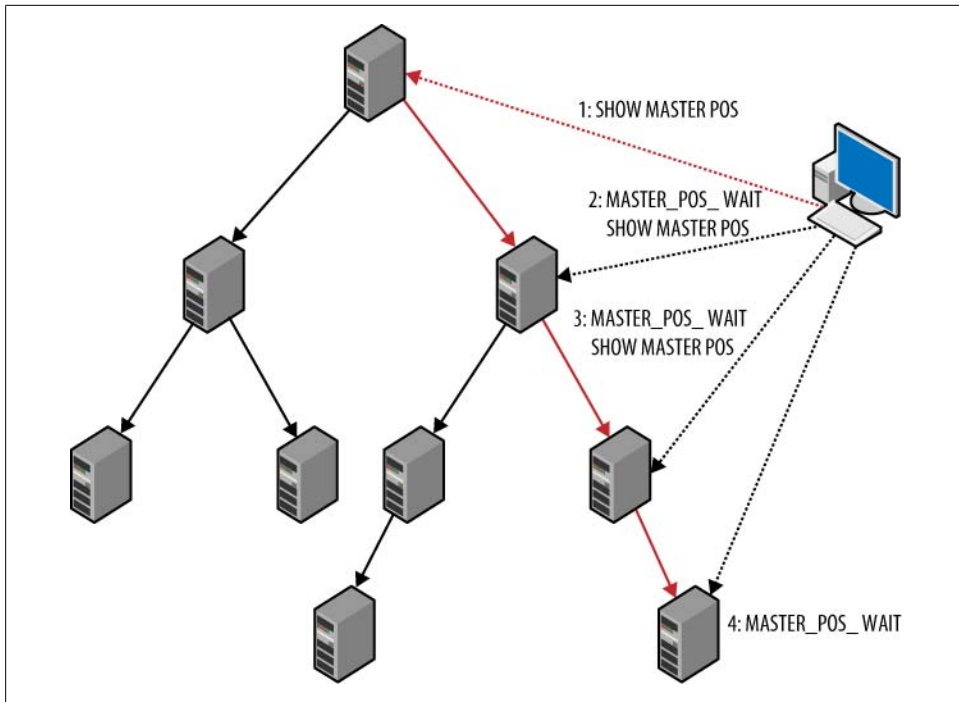 1: SHOW MASTER POS
2: MASTER_POS_ WAIT
SHOW MASTER POS
3: MASTER_POS_ WAIT
SHOW MASTER POS
4: MASTER_POS_ WAIT